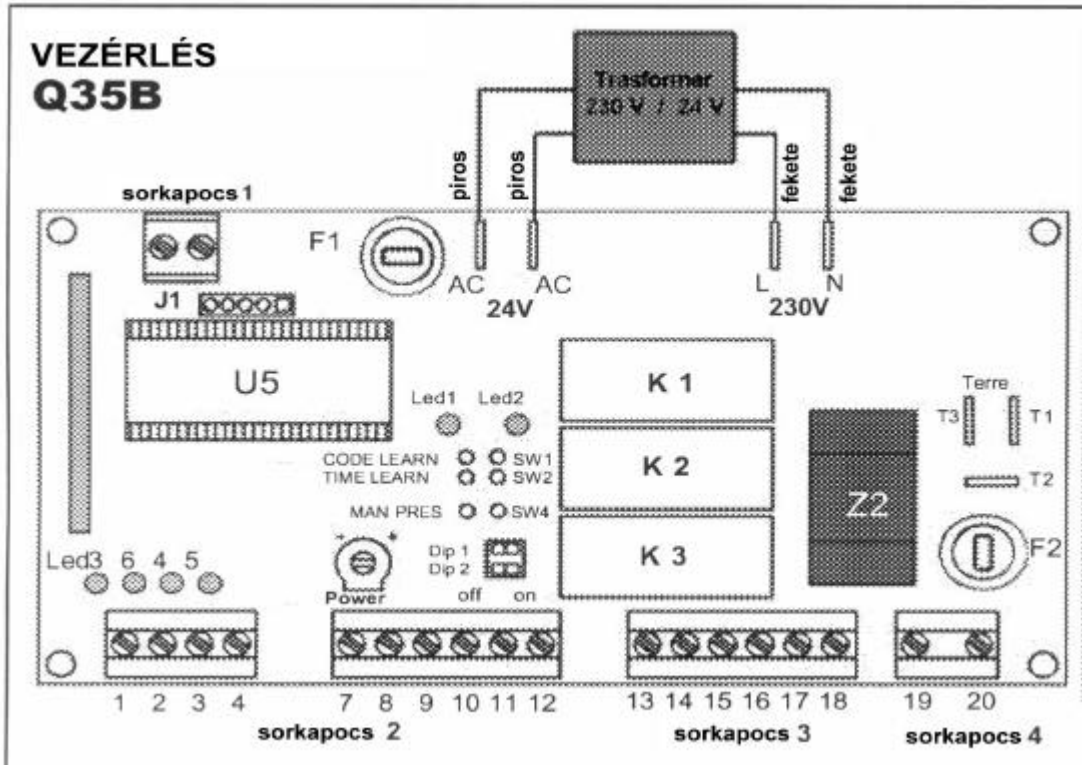 VEZÉRLÉS
Q35B
Trasformer
230 V / 24 V
piros
piros
fekete
fekete
sorkapocs 1
F1
AC
AC
L
N
J1
24V
230V
U5
K 1
Terre
T3
T1
Led1
Led2
CODE LEARN
SW1
TIME LEARN
SW2
K 2
T2
MAN PRES
SW4
Z2
- +
Dip 1
Dip 2
K 3
F2
Led3 6 4 5
Power
off on
1 2 3 4
7 8 9 10 11 12
13 14 15 16 17 18
19 20
sorkapocs 2
sorkapocs 3
sorkapocs 4